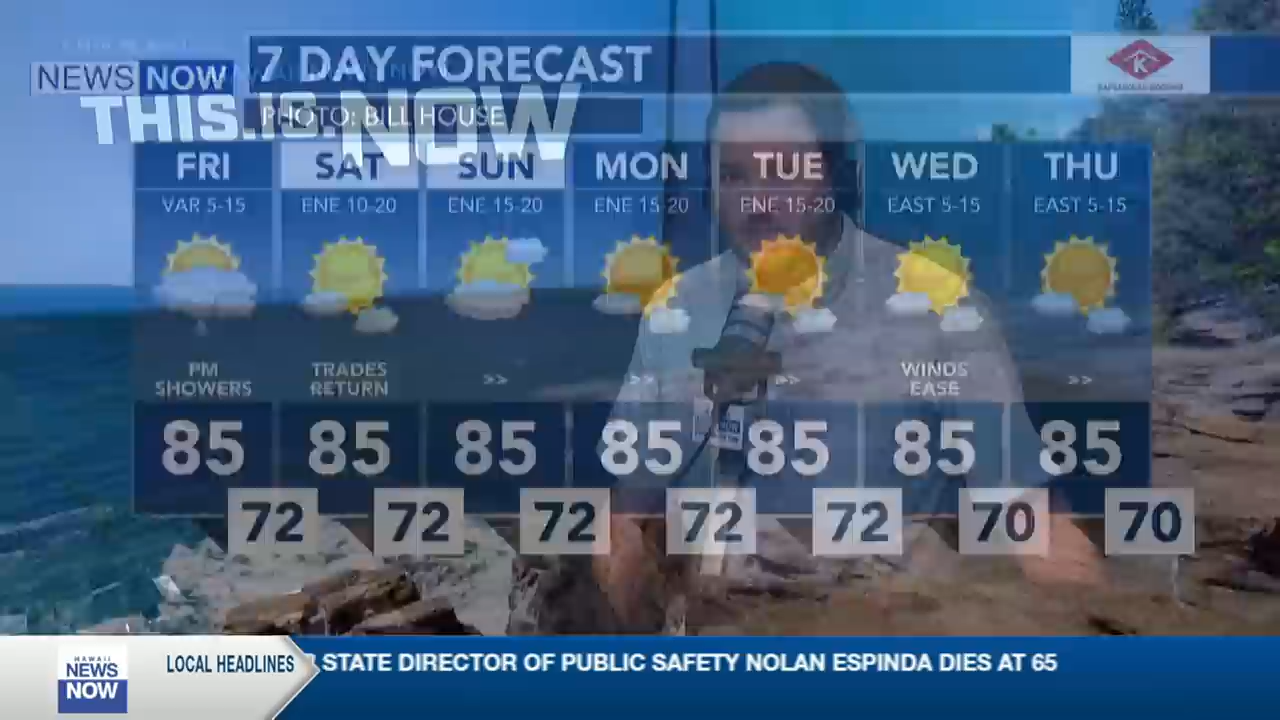 NEWS NOW
7 DAY FORECAST
THIS.IS.NOW
PHOTO: BILL HOUSE
K
FRI SAT SUN MON TUE WED THU
VAR 5-15 ENE 10-20 ENE 15-20 ENE 15-20 ENE 15-20 EAST 5-15 EAST 5-15
PM SHOWERS
TRADES RETURN
>> >> >>
WINDS EASE
>>
85 85 85 85 85 85 85
72 72 72 72 72 70 70
NOW
HAWAII
NEWS
NOW
LOCAL HEADLINES
STATE DIRECTOR OF PUBLIC SAFETY NOLAN ESPINDA DIES AT 65